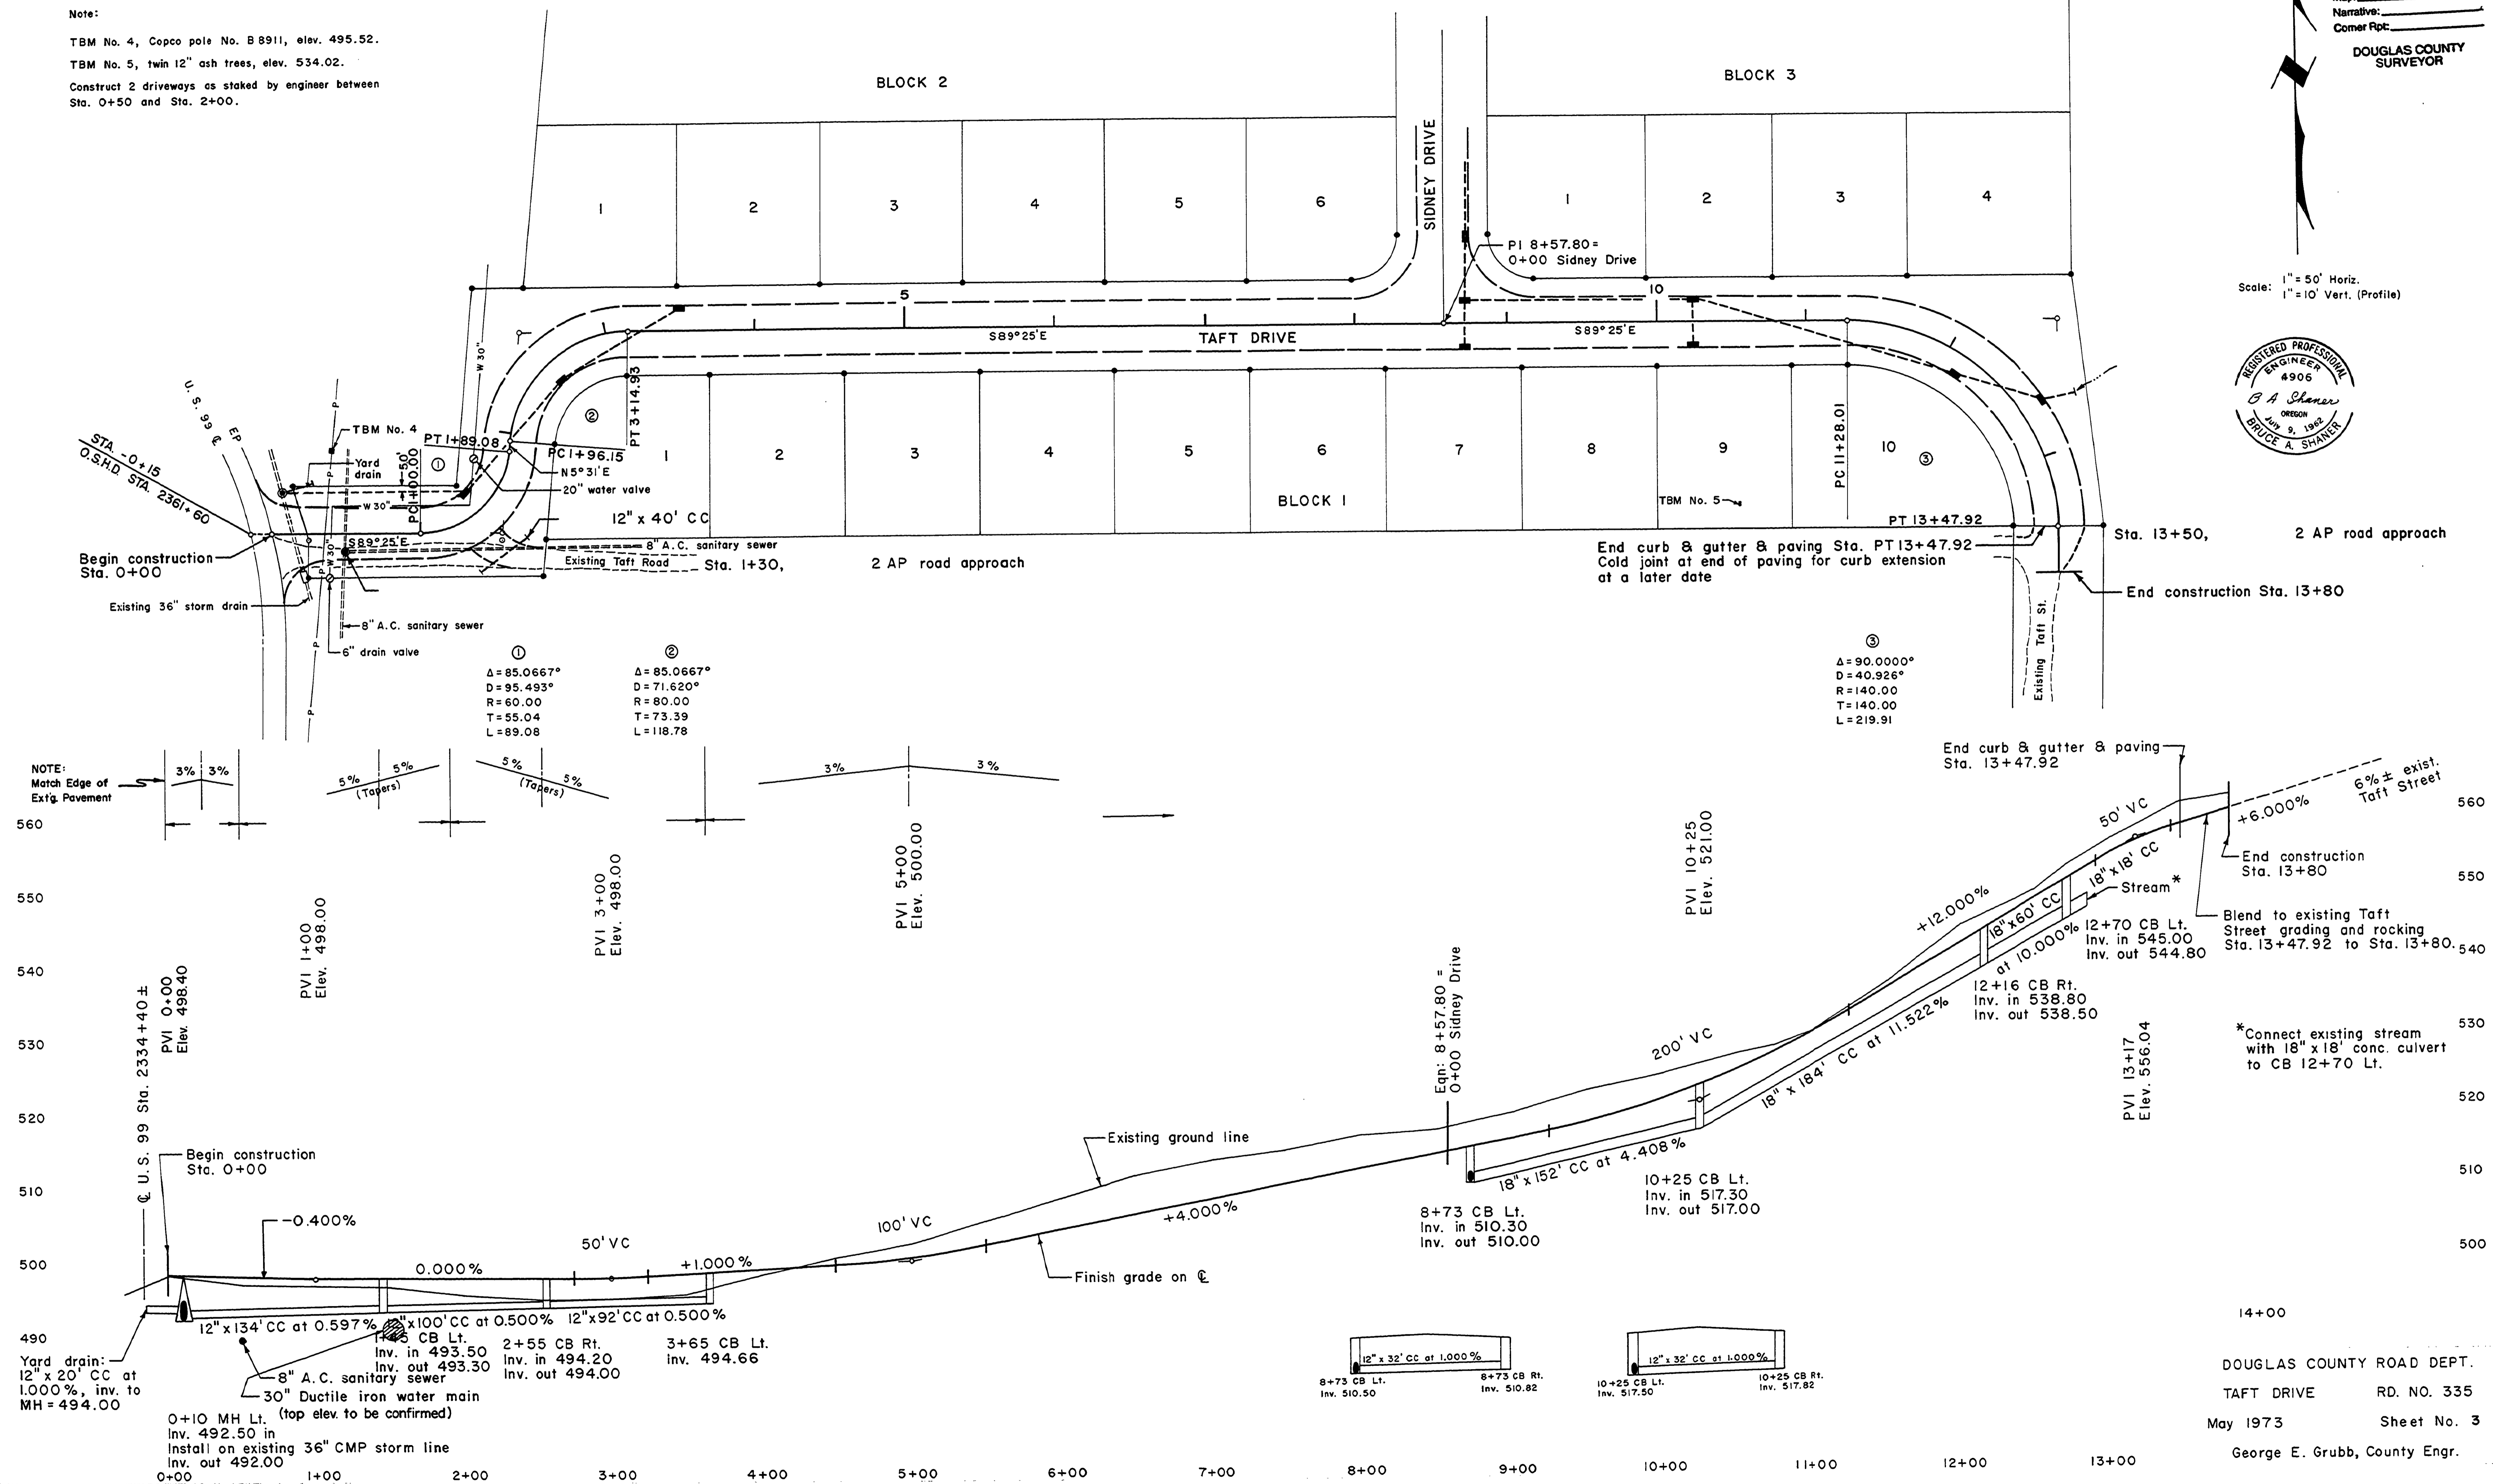 Note:
TBM No. 4, Copco pole No. B 8911, elev. 495.52.
TBM No. 5, twin 12" ash trees, elev. 534.02.
Construct 2 driveways as staked by engineer between
Sta. 0+50 and Sta. 2+00.
Narrative:
Corner Rpt:
DOUGLAS COUNTY
SURVEYOR
BLOCK 2
BLOCK 3
1
2
3
4
5
6
SIDNEY DRIVE
1
2
3
4
PI 8+57.80=
0+00 Sidney Drive
Scale: 1"=50' Horiz.
1"=10' Vert. (Profile)
REGISTERED PROFESSIONAL
ENGINEER
4906
B A Shaner
OREGON
July 9, 1962
BRUCE A. SHANER
5
10
S89°25'E
TAFT DRIVE
S89°25'E
W 30"
U.S. 99 ℄
EP
P
TBM No. 4
STA. -0+15
O.S.H.D. STA. 2361+60
Yard
drain
50'
PT 1+89.08
PC 1+00.00
W30"
PC 1+96.15
N5°31'E
20" water valve
PT 3+14.93
①
②
1
2
3
4
5
6
7
8
9
10
③
BLOCK 1
TBM No. 5
PC 11+28.01
PT 13+47.92
12" x 40' CC
Begin construction
Sta. 0+00
P
W30"
P
S89°25'E
8" A.C. sanitary sewer
Existing Taft Road
Sta. 1+30,
2 AP road approach
End curb & gutter & paving Sta. PT 13+47.92
Cold joint at end of paving for curb extension
at a later date
Sta. 13+50,
2 AP road approach
End construction Sta. 13+80
Existing Taft St.
Existing 36" storm drain
8" A.C. sanitary sewer
6" drain valve
P
P
①
Δ=85.0667°
D=95.493°
R=60.00
T=55.04
L=89.08
②
Δ=85.0667°
D=71.620°
R=80.00
T=73.39
L=118.78
③
Δ=90.0000°
D=40.926°
R=140.00
T=140.00
L=219.91
NOTE:
Match Edge of
Ext'g. Pavement
3%
3%
5%
5%
(Tapers)
5%
5%
(Tapers)
3%
3%
End curb & gutter & paving
Sta. 13+47.92
6%± exist.
Taft Street
+6.000%
50' VC
560
550
540
530
520
510
500
490
560
550
540
530
520
510
500
℄ U.S. 99 Sta. 2334+40±
PVI 0+00
Elev. 498.40
PVI 1+00
Elev. 498.00
PVI 3+00
Elev. 498.00
PVI 5+00
Elev. 500.00
Eqn: 8+57.80 =
0+00 Sidney Drive
PVI 10+25
Elev. 521.00
PVI 13+17
Elev. 556.04
End construction
Sta. 13+80
18"x18' CC
Stream*
+12.000%
18"x60' CC
at 10.000%
12+70 CB Lt.
Inv. in 545.00
Inv. out 544.80
Blend to existing Taft
Street grading and rocking
Sta. 13+47.92 to Sta. 13+80.
12+16 CB Rt.
Inv. in 538.80
Inv. out 538.50
*Connect existing stream
with 18" x 18' conc. culvert
to CB 12+70 Lt.
200' VC
18" x 184' CC at 11.522%
18" x 152' CC at 4.408%
10+25 CB Lt.
Inv. in 517.30
Inv. out 517.00
8+73 CB Lt.
Inv. in 510.30
Inv. out 510.00
Begin construction
Sta. 0+00
Existing ground line
-0.400%
0.000%
50' VC
+1.000%
100' VC
+4.000%
Finish grade on ℄
12"x134' CC at 0.597%
12"x100' CC at 0.500%
12"x92' CC at 0.500%
1+45 CB Lt.
Inv. in 493.50
Inv. out 493.30
2+55 CB Rt.
Inv. in 494.20
Inv. out 494.00
3+65 CB Lt.
Inv. 494.66
Yard drain:
12"x 20' CC at
1.000%, inv. to
MH = 494.00
8" A.C. sanitary sewer
30" Ductile iron water main
(top elev. to be confirmed)
0+10 MH Lt.
Inv. 492.50 in
Install on existing 36" CMP storm line
Inv. out 492.00
12" x 32' CC at 1.000%
8+73 CB Lt.
Inv. 510.50
8+73 CB Rt.
Inv. 510.82
12" x 32' CC at 1.000%
10+25 CB Lt.
Inv. 517.50
10+25 CB Rt.
Inv. 517.82
14+00
DOUGLAS COUNTY ROAD DEPT.
TAFT DRIVE RD. NO. 335
May 1973 Sheet No. 3
George E. Grubb, County Engr.
0+00
1+00
2+00
3+00
4+00
5+00
6+00
7+00
8+00
9+00
10+00
11+00
12+00
13+00